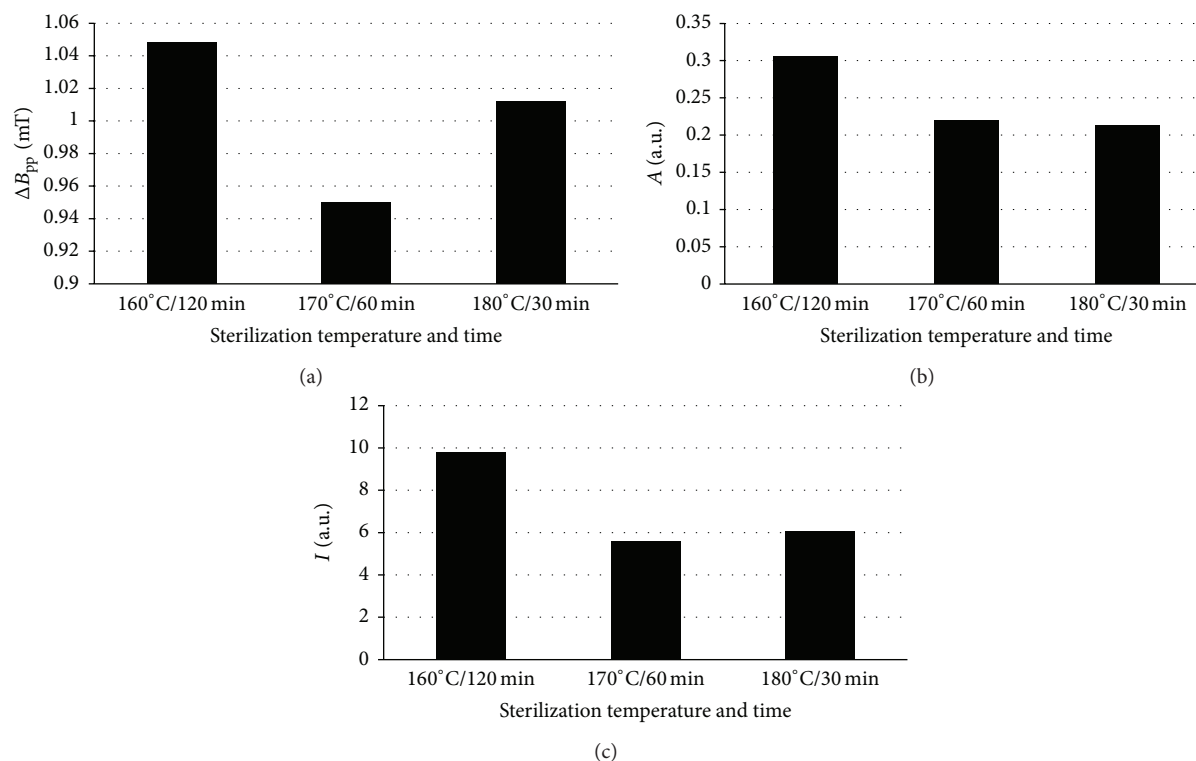 1.06
1.04
1.02
1
0.98
0.96
0.94
0.92
0.9
ΔBpp (mT)
160°C/120 min 170°C/60 min 180°C/30 min
Sterilization temperature and time
(a)
0.35
0.3
0.25
0.2
0.15
0.1
0.05
0
A (a.u.)
160°C/120 min 170°C/60 min 180°C/30 min
Sterilization temperature and time
(b)
12
10
8
6
4
2
0
I (a.u.)
160°C/120 min 170°C/60 min 180°C/30 min
Sterilization temperature and time
(c)